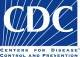 CDC
CENTERS FOR DISEASE
CONTROL AND PREVENTION